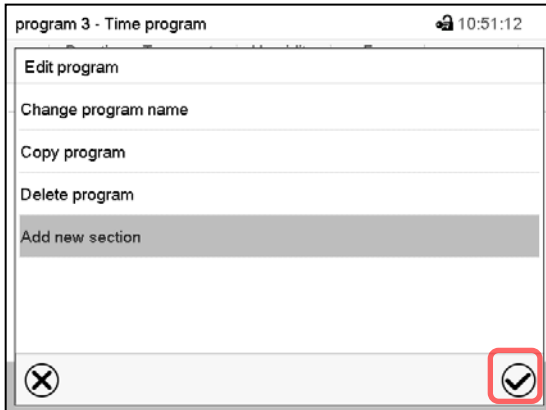 program 3 - Time program 10:51:12
Edit program
Change program name
Copy program
Delete program
Add new section